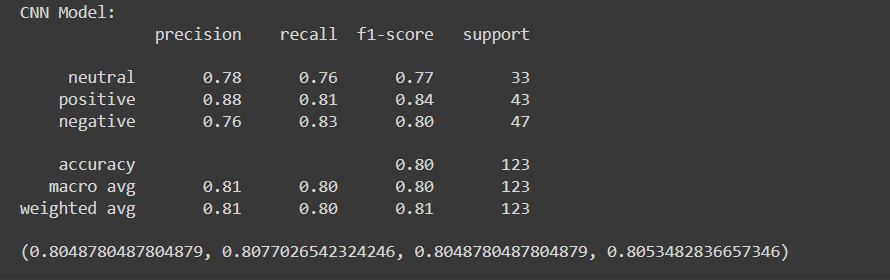 CNN Model:
precision recall f1-score support
neutral 0.78 0.76 0.77 33
positive 0.88 0.81 0.84 43
negative 0.76 0.83 0.80 47
accuracy 0.80 123
macro avg 0.81 0.80 0.80 123
weighted avg 0.81 0.80 0.81 123
(0.8048780487804879, 0.8077026542324246, 0.8048780487804879, 0.8053482836657346)